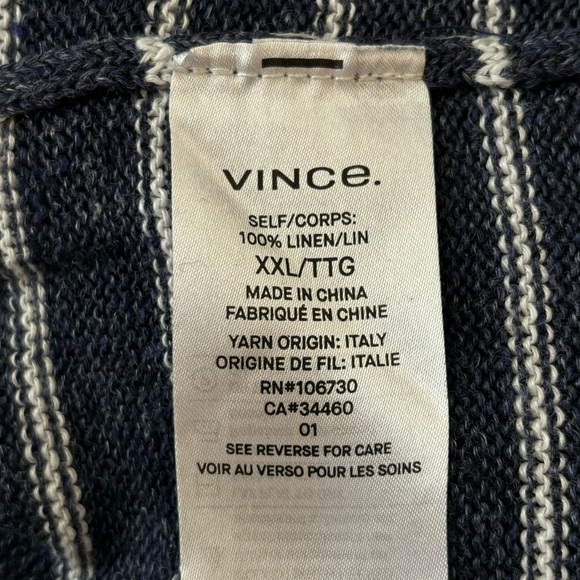 VINCe.
SELF/CORPS:
100% LINEN/LIN
XXL/TTG
MADE IN CHINA
FABRIQUÉ EN CHINE
YARN ORIGIN: ITALY
ORIGINE DE FIL: ITALIE
RN#106730
CA#34460
01
SEE REVERSE FOR CARE
VOIR AU VERSO POUR LES SOINS